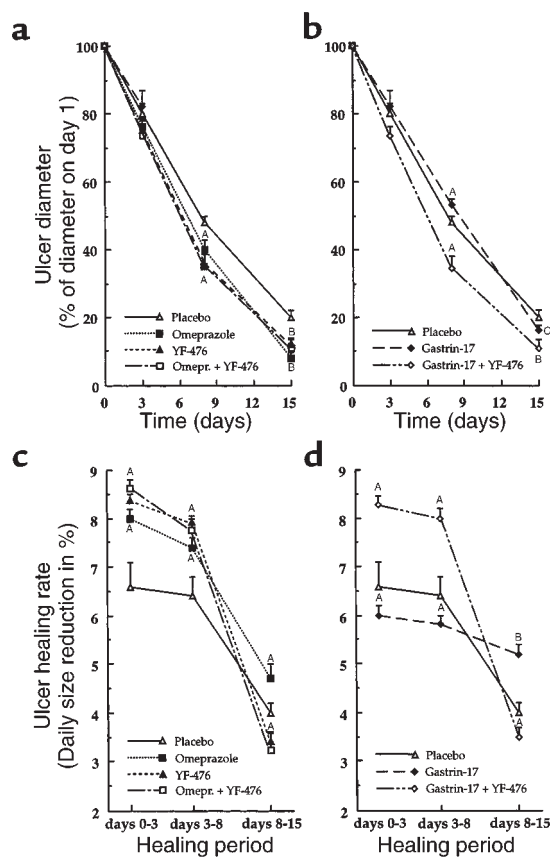 a
Ulcer diameter
(% of diameter on day 1)
100
80
60
40
20
0
A
A
B
B
Placebo
Omeprazole
YF-476
Omepr. + YF-476
0 3 6 9 12 15
Time (days)
b
100
80
60
40
20
0
A
A
C
B
Placebo
Gastrin-17
Gastrin-17 + YF-476
0 3 6 9 12 15
Time (days)
c
Ulcer healing rate
(Daily size reduction in %)
9
8
7
6
5
4
3
2
A
A
A
A
A
A
Placebo
Omeprazole
YF-476
Omepr. + YF-476
days 0-3 days 3-8 days 8-15
Healing period
d
9
8
7
6
5
4
3
2
A
A
A
A
B
A
Placebo
Gastrin-17
Gastrin-17 + YF-476
days 0-3 days 3-8 days 8-15
Healing period